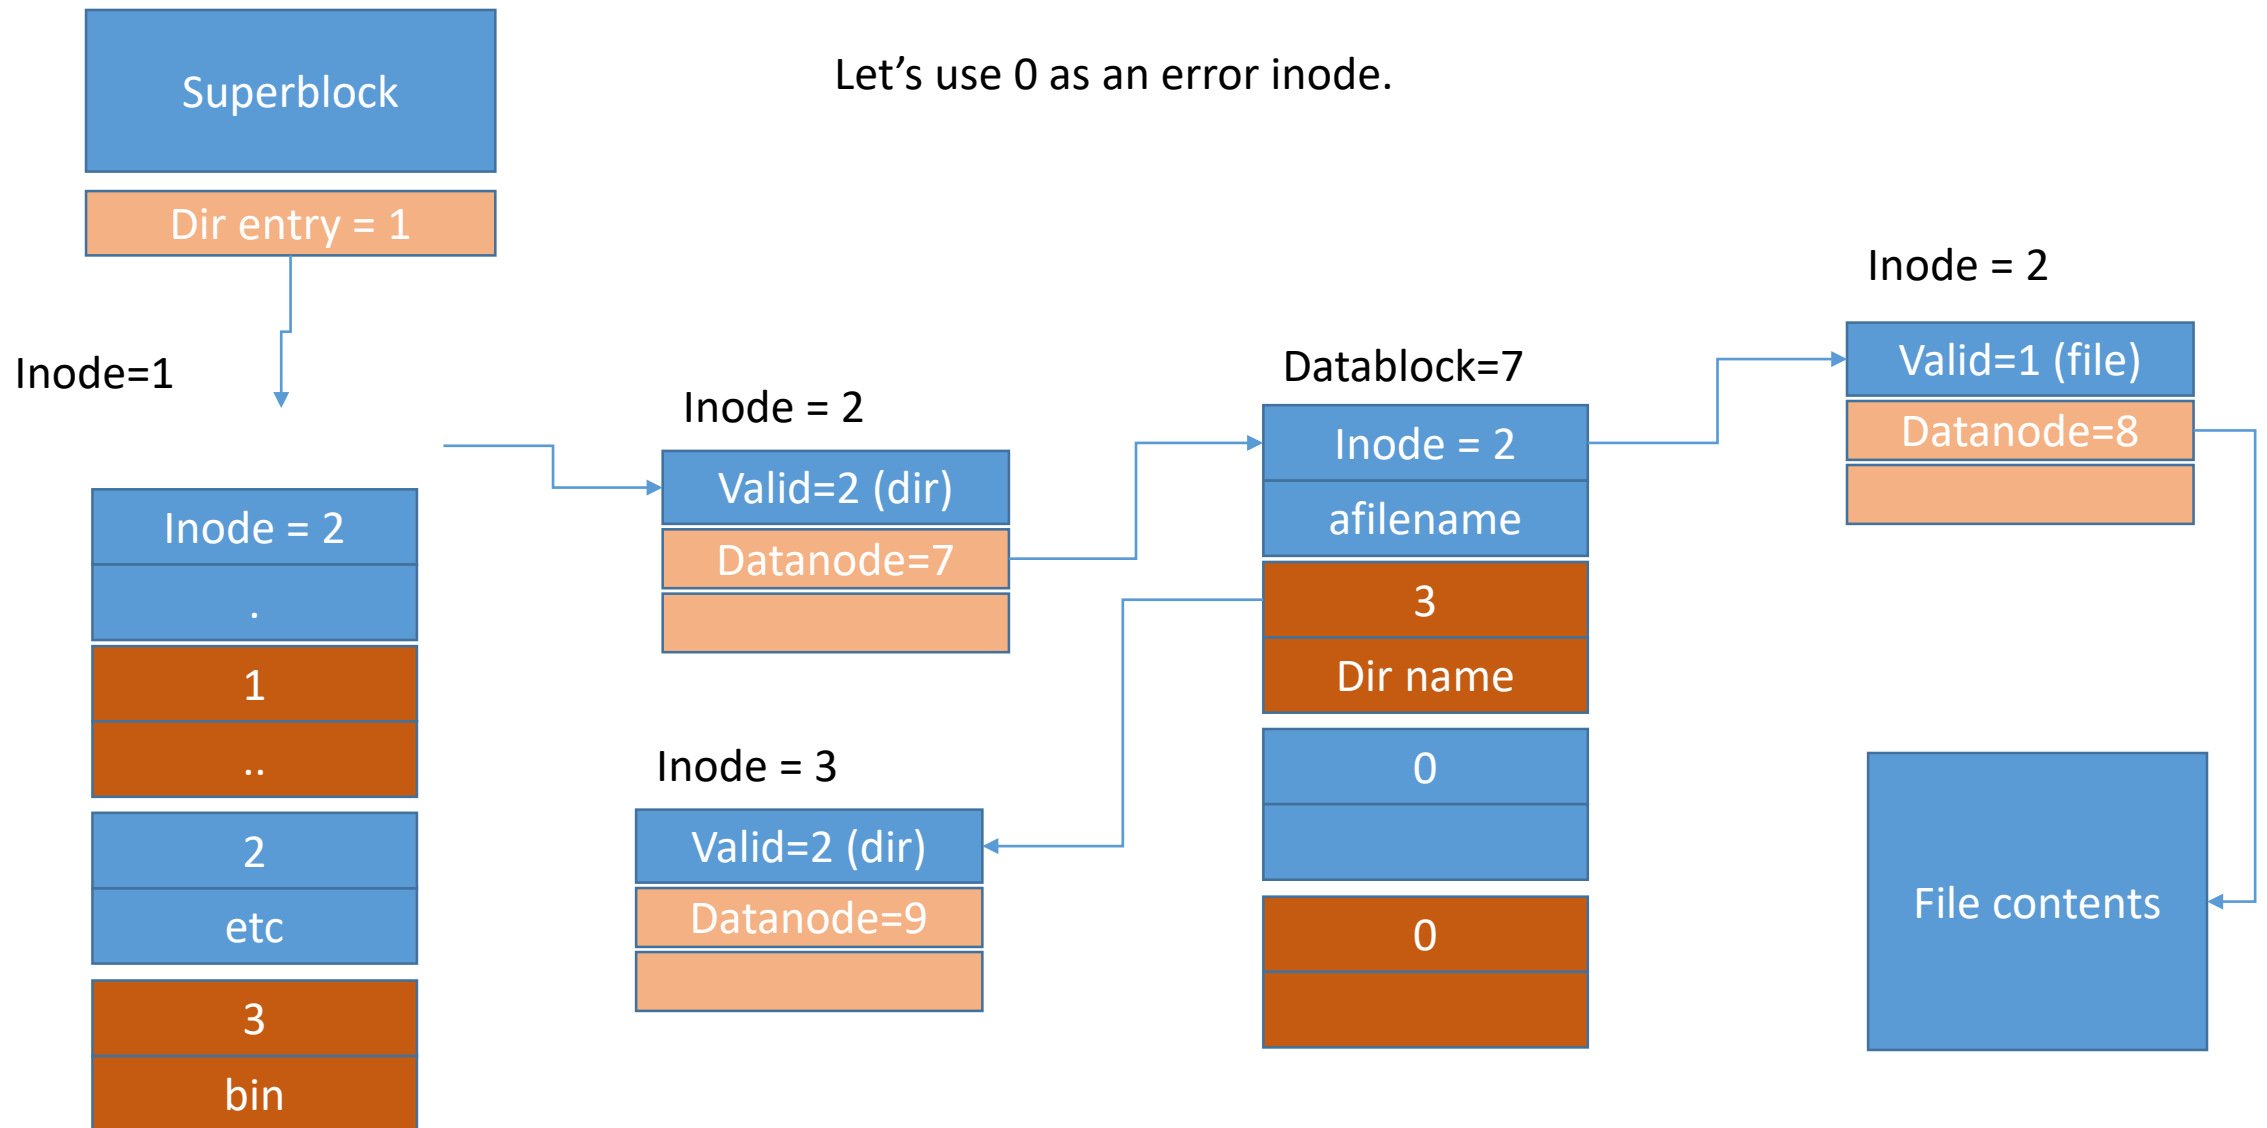 Superblock
Let’s use 0 as an error inode.
Dir entry = 1
Inode=1
Inode = 2
.
1
..
2
etc
3
bin
Inode = 2
Valid=2 (dir)
Datanode=7
Inode = 3
Valid=2 (dir)
Datanode=9
Datablock=7
Inode = 2
afilename
3
Dir name
0
0
Inode = 2
Valid=1 (file)
Datanode=8
File contents